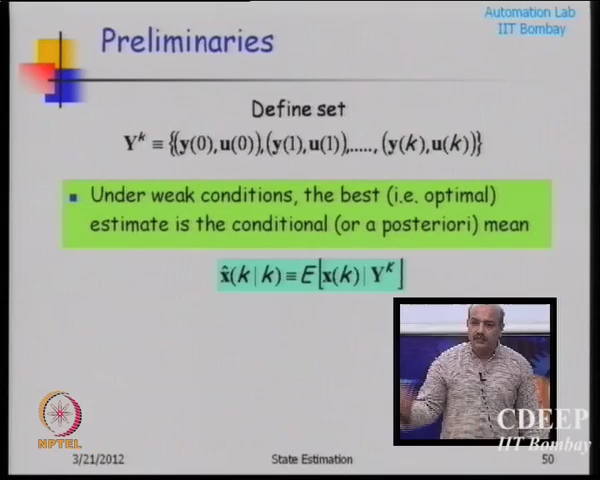 Automation Lab
IIT Bombay
Preliminaries
Define set
Y^k ≡ {(y(0),u(0)),(y(1),u(1)),.....,(y(k),u(k))}
Under weak conditions, the best (i.e. optimal)
estimate is the conditional (or a posteriori) mean
x̂(k|k) ≡ E[x(k)|Y^k]
CDEEP
IIT Bombay
NPTEL
3/21/2012
State Estimation
50